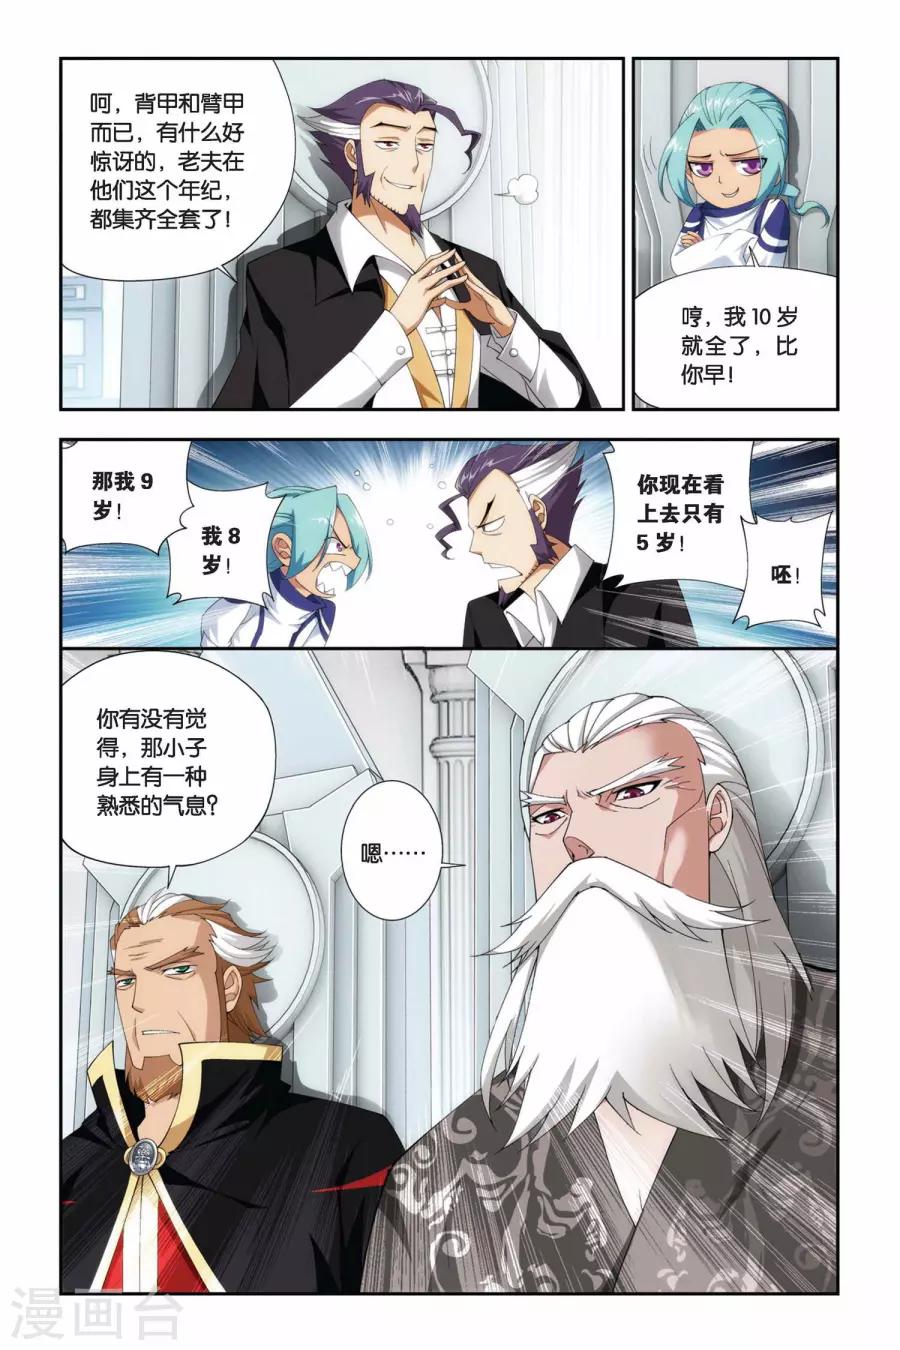 呵，背甲和臂甲
而已，有什么好
惊讶的，老夫在
他们这个年纪，
都集齐全套了！
哼，我10岁
就全了，比
你早！
那我9
岁！
我8
岁！
你现在看
上去只有
5岁！
呸！
你有没有觉
得，那小子
身上有一种
熟悉的气息？
嗯……
漫画台